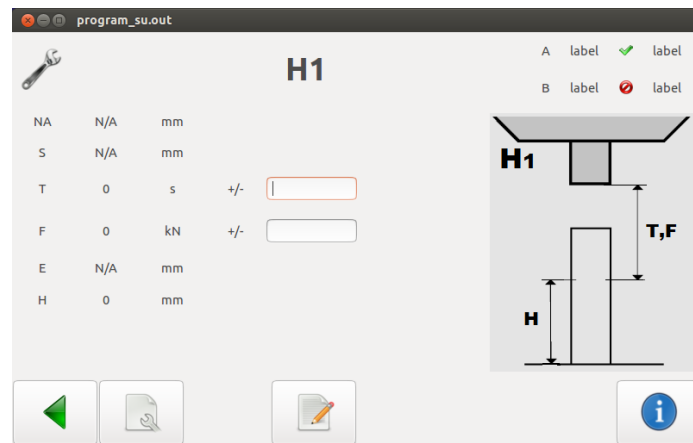 program_su.out
H1
A label label
B label label
NA N/A mm
S N/A mm
T 0 s +/-
F 0 kN +/-
E N/A mm
H 0 mm
H1
T,F
H